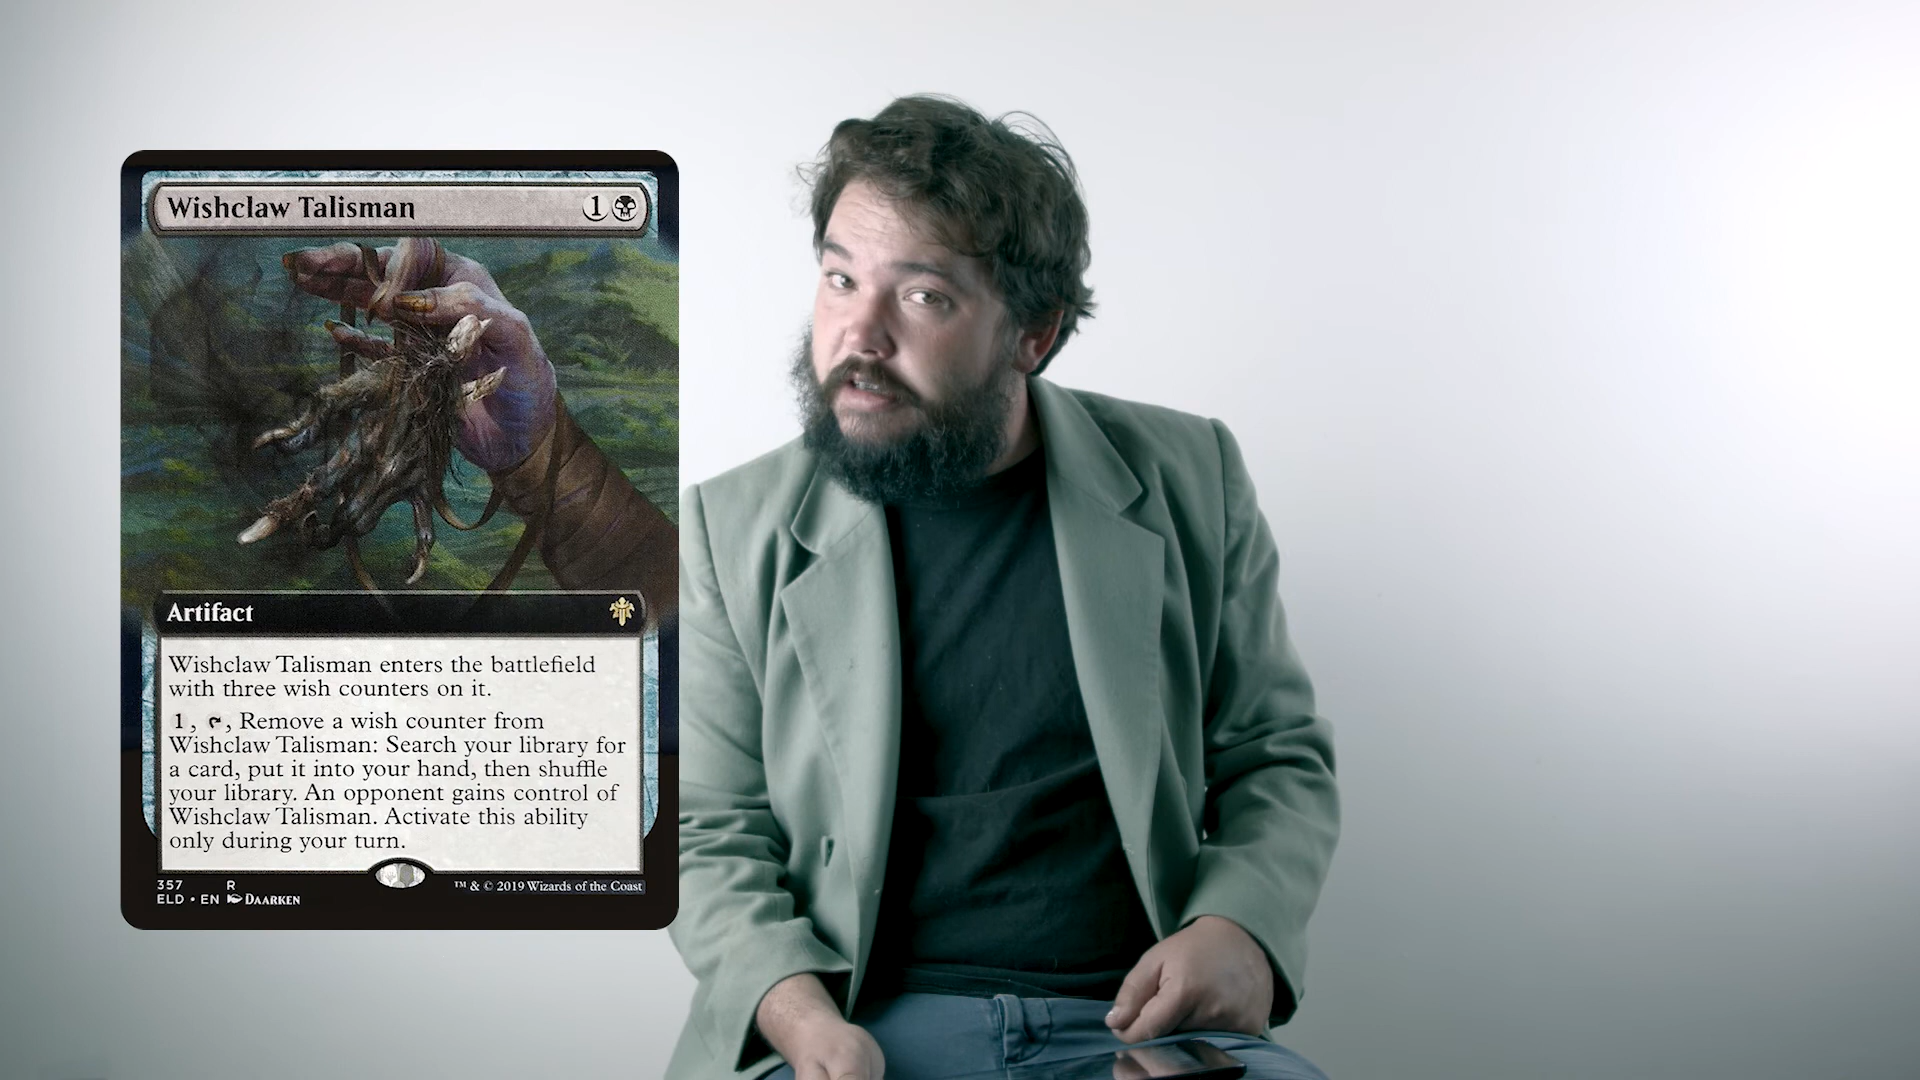 Wishclaw Talisman 1
Artifact
Wishclaw Talisman enters the battlefield
with three wish counters on it.
1, , Remove a wish counter from
Wishclaw Talisman: Search your library for
a card, put it into your hand, then shuffle
your library. An opponent gains control of
Wishclaw Talisman. Activate this ability
only during your turn.
357 R
ELD • EN DAARKEN
™ & © 2019 Wizards of the Coast